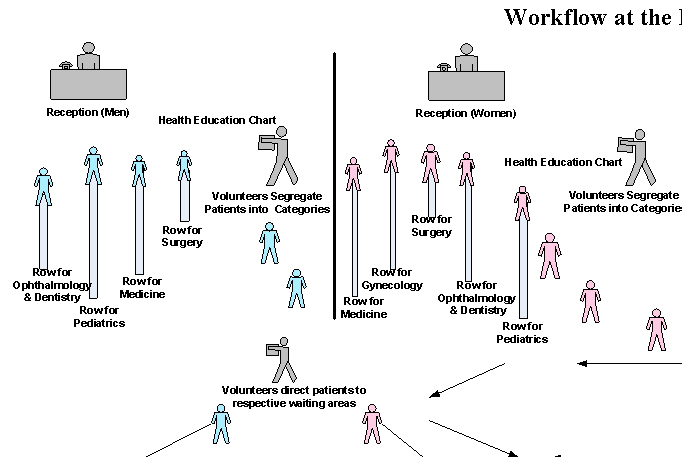 Workflow at the
Reception (Men)
Health Education Chart
Volunteers Segregate
Patients into Categories
Row for
Surgery
Row for
Ophthalmology
& Dentistry
Row for
Medicine
Row for
Pediatrics
Reception (Women)
Health Education Chart
Volunteers Segregate
Patients into Categories
Row for
Surgery
Row for
Gynecology
Row for
Medicine
Row for
Ophthalmology
& Dentistry
Row for
Pediatrics
Volunteers direct patients to
respective waiting areas